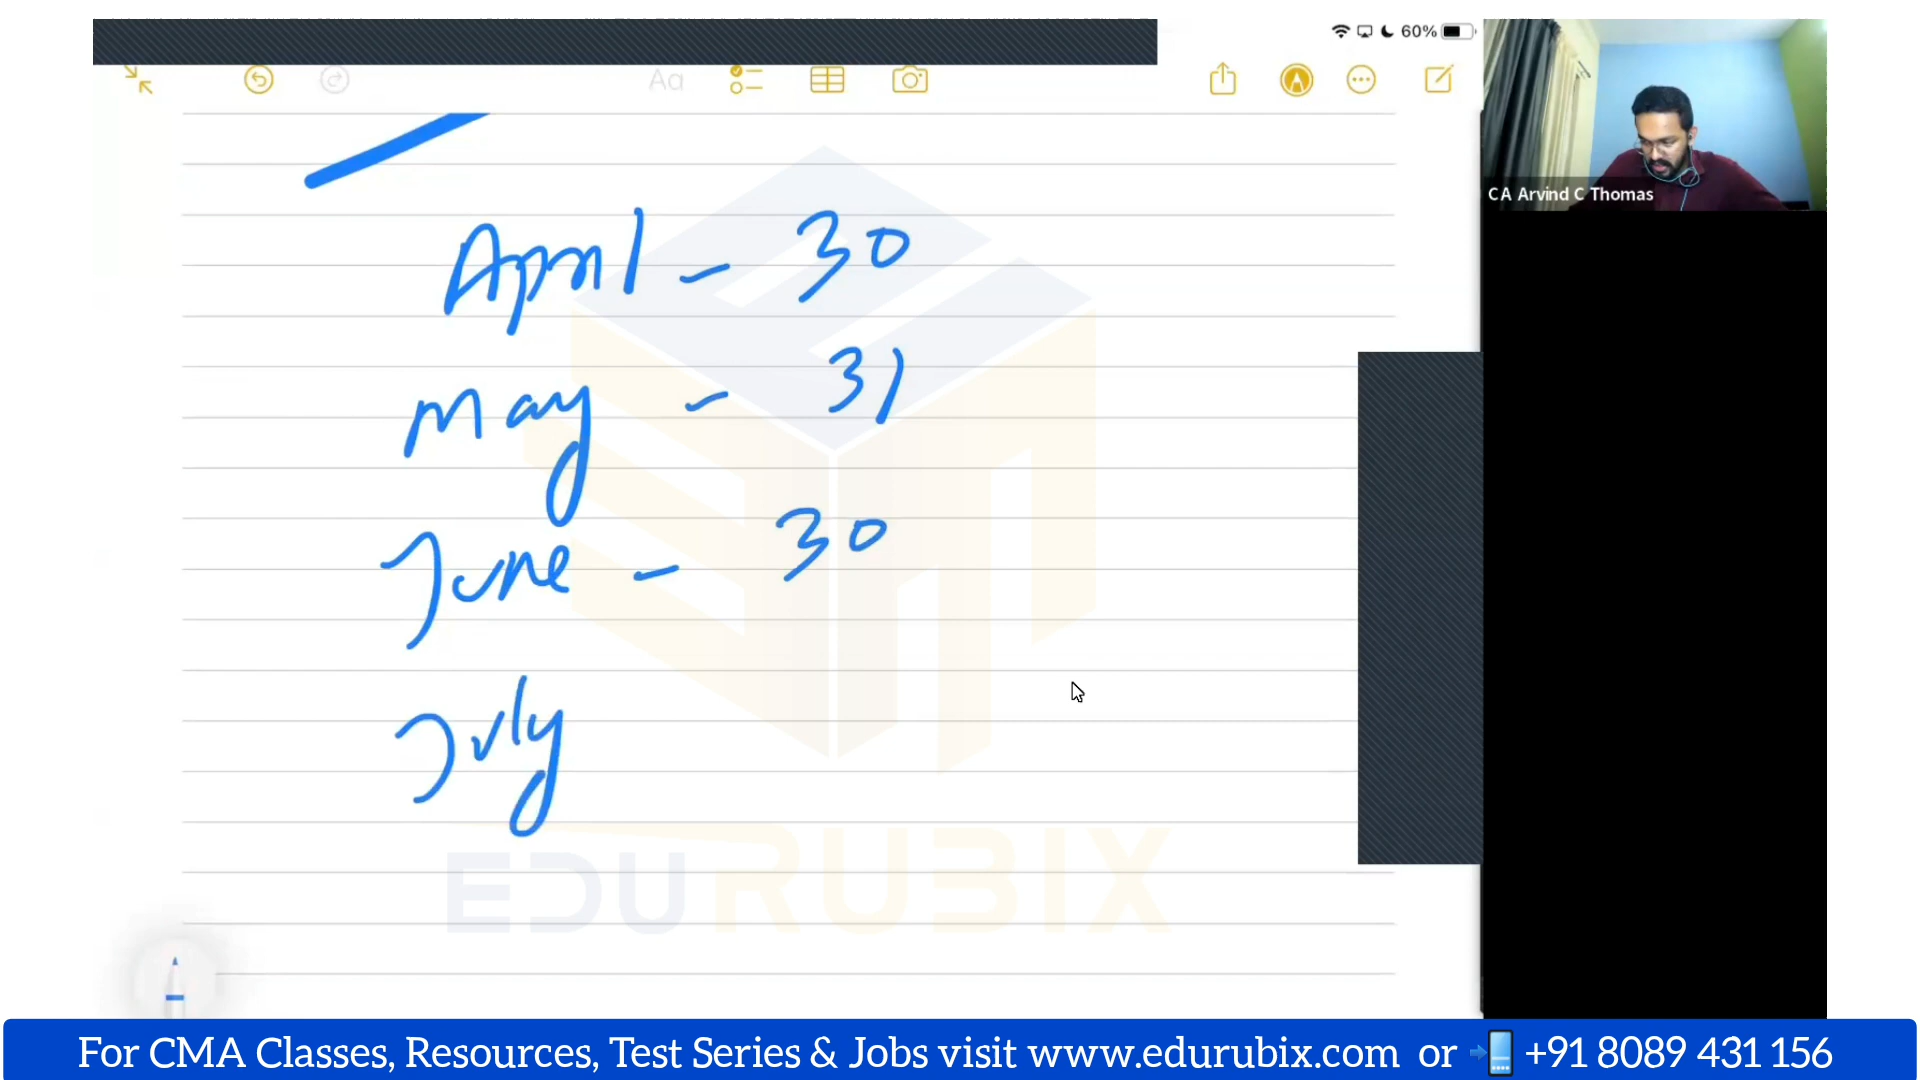 60%
Aa
CA Arvind C Thomas
April - 30
May - 31
June - 30
July
EDURUBIX
For CMA Classes, Resources, Test Series & Jobs visit www.edurubix.com or +91 8089 431 156